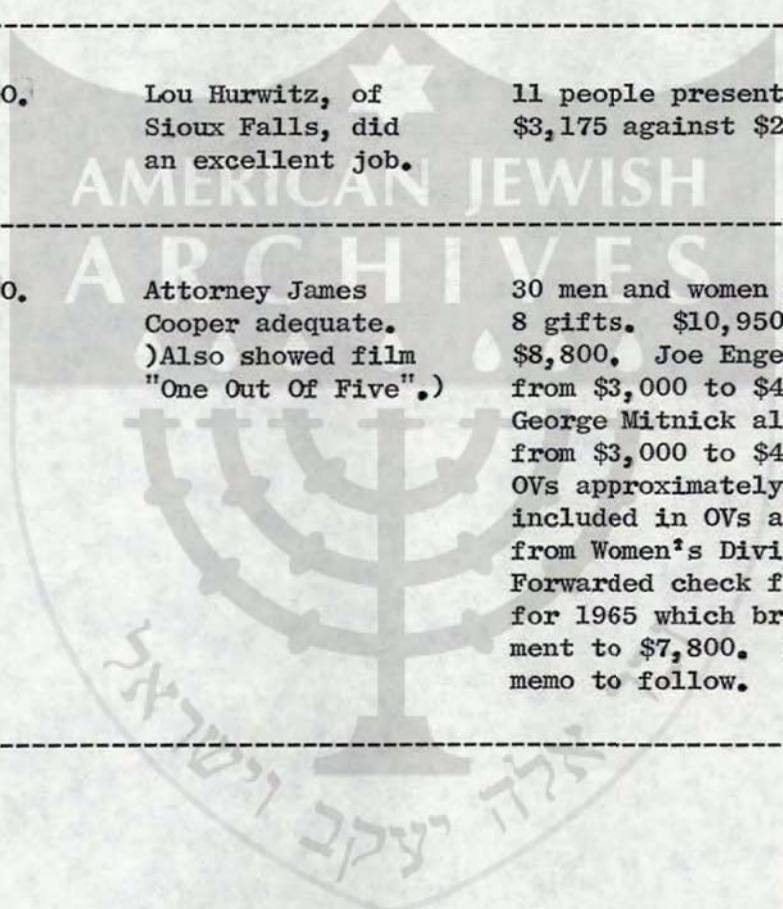 O. Lou Hurwitz, of 11 people present
Sioux Falls, did $3,175 against $2
an excellent job.
AMERICAN JEWISH
ARCHIVES
O. Attorney James 30 men and women
Cooper adequate. 8 gifts. $10,950
)Also showed film $8,800. Joe Enge
"One Out Of Five".) from $3,000 to $4
George Mitnick al
from $3,000 to $4
OVs approximately
included in OVs a
from Women's Divi
Forwarded check f
for 1965 which br
ment to $7,800.
memo to follow.
אלה יעקב וישראל